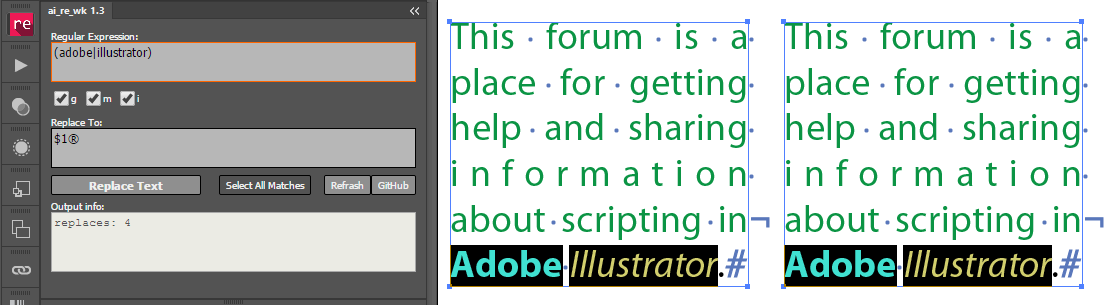 ai_re_wk 1.3
re
Regular Expression:
(adobe|illustrator)
g m i
Replace To:
$1®
Replace Text Select All Matches Refresh GitHub
Output info:
replaces: 4
This forum is a
place for getting
help and sharing
information
about scripting in
Adobe Illustrator.#
This forum is a
place for getting
help and sharing
information
about scripting in
Adobe Illustrator.#